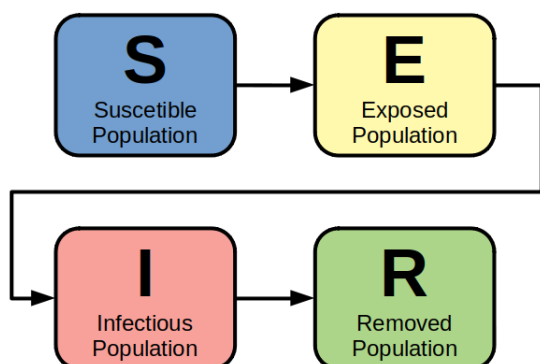 S
Suscetible
Population
E
Exposed
Population
I
Infectious
Population
R
Removed
Population